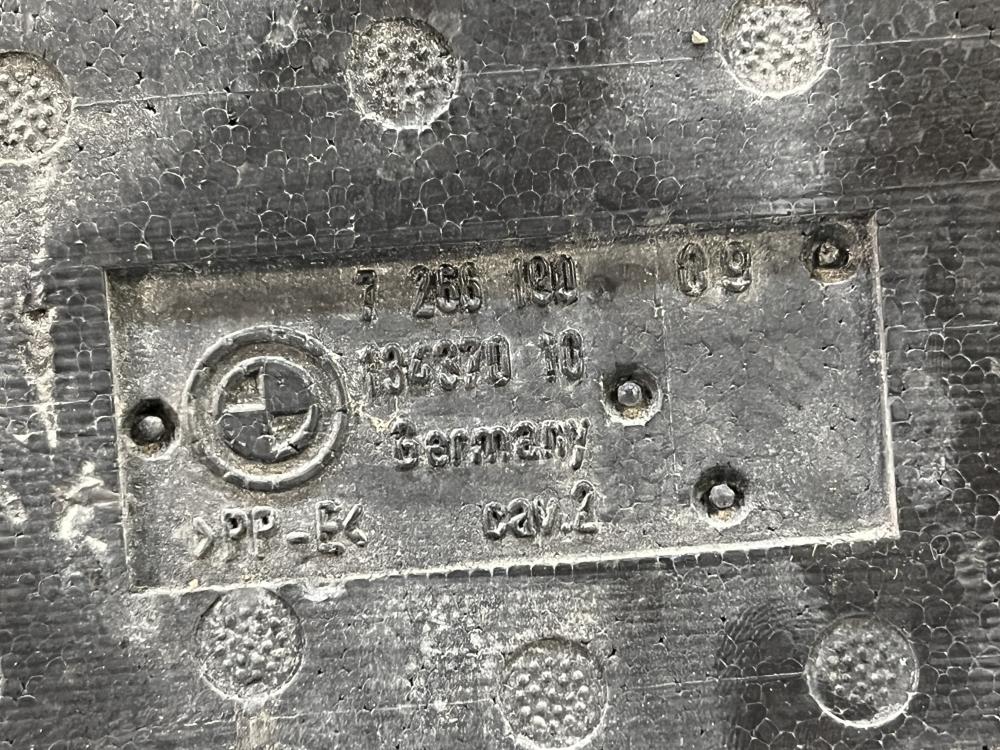 7 266 190 09
134370 10
Germany
>PP-E<
cav.2